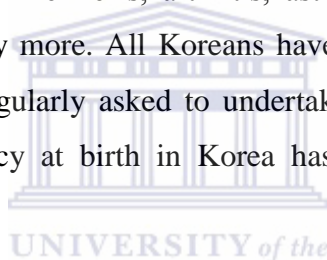 y more. All Koreans have
gularly asked to undertak
cy at birth in Korea has
UNIVERSITY of the